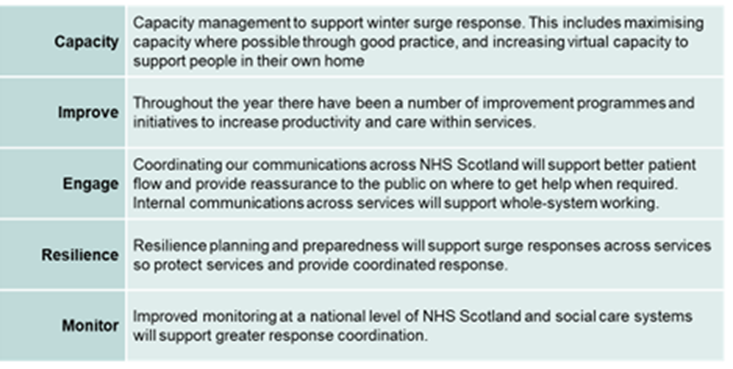 Capacity
Capacity management to support winter surge response. This includes maximising
capacity where possible through good practice, and increasing virtual capacity to
support people in their own home
Improve
Throughout the year there have been a number of improvement programmes and
initiatives to increase productivity and care within services.
Engage
Coordinating our communications across NHS Scotland will support better patient
flow and provide reassurance to the public on where to get help when required.
Internal communications across services will support whole-system working.
Resilience
Resilience planning and preparedness will support surge responses across services
so protect services and provide coordinated response.
Monitor
Improved monitoring at a national level of NHS Scotland and social care systems
will support greater response coordination.